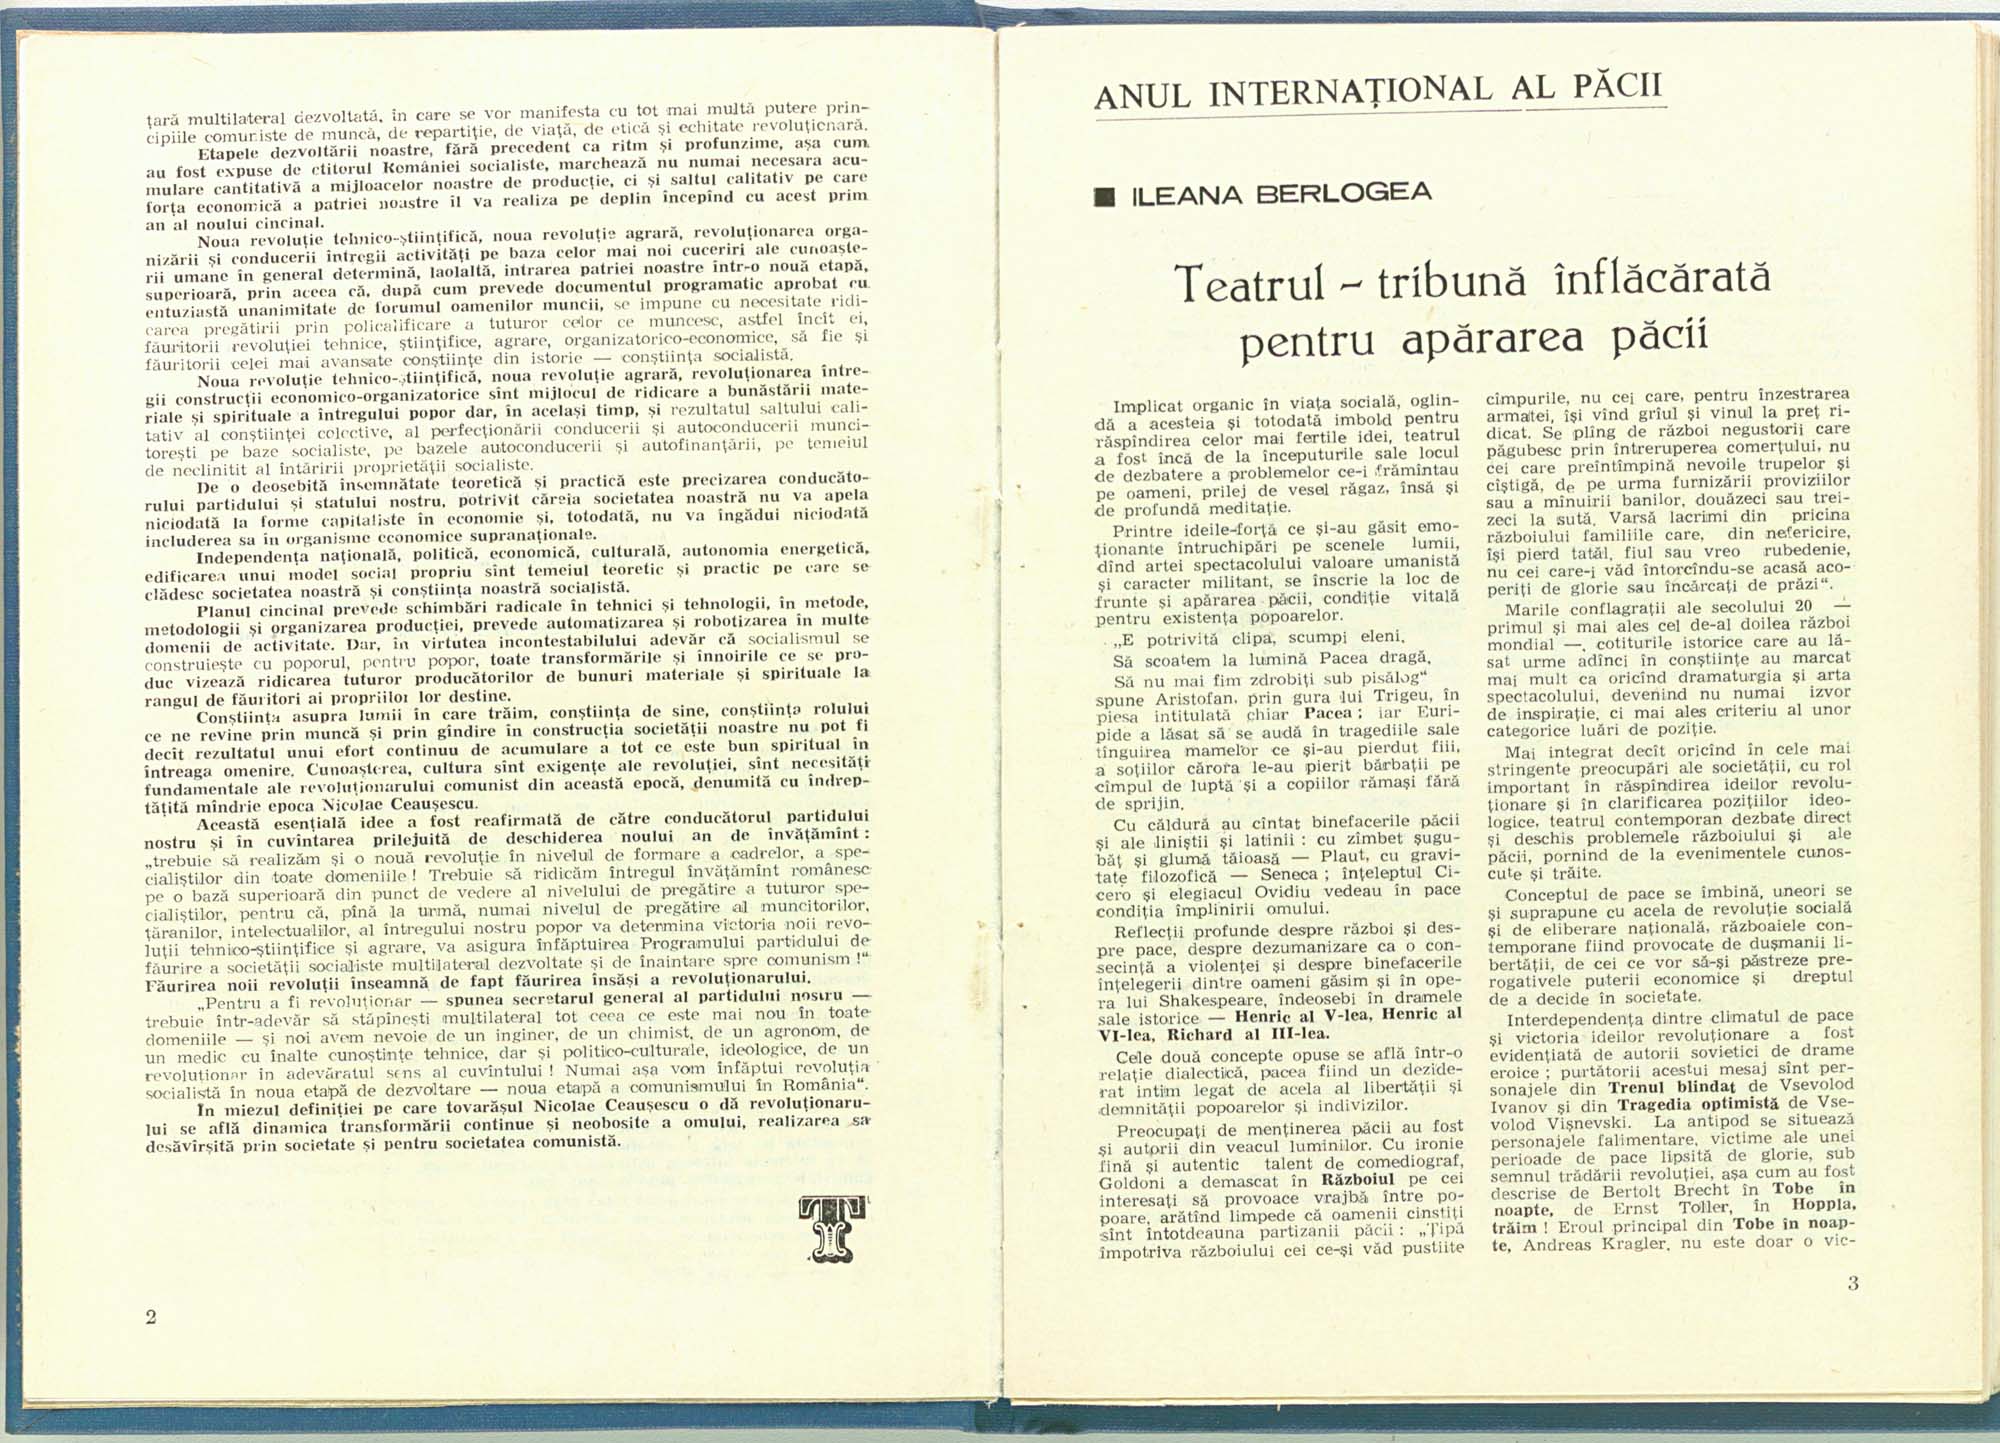 țară multilateral dezvoltată, în care se vor manifesta cu tot mai multă putere prin-
cipiile comuniste de muncă, de repartiție, de viață, de etică și echitate revoluționară.
Etapele dezvoltării noastre, fără precedent ca ritm și profunzime, așa cum
au fost expuse de ctitorul României socialiste, marchează nu numai necesara acu-
mulare cantitativă a mijloacelor noastre de producție, ci și saltul calitativ pe care
forța economică a patriei noastre îl va realiza pe deplin începînd cu acest prim
an al noului cincinal.
Noua revoluție tehnico-științifică, noua revoluție agrară, revoluționarea orga-
nizării și conducerii întregii activități pe baza celor mai noi cuceriri ale cunoaște-
rii umane în general determină, laolaltă, intrarea patriei noastre într-o nouă etapă,
superioară, prin aceea că, după cum prevede documentul programatic aprobat cu
entuziastă unanimitate de forumul oamenilor muncii, se impune cu necesitate ridi-
carea pregătirii prin policalificare a tuturor celor ce muncesc, astfel încît ei,
făuritorii revoluției tehnice, științifice, agrare, organizatorico-economice, să fie și
făuritorii celei mai avansate conștiințe din istorie — conștiința socialistă.
Noua revoluție tehnico-științifică, noua revoluție agrară, revoluționarea între-
gii construcții economico-organizatorice sînt mijlocul de ridicare a bunăstării mate-
riale și spirituale a întregului popor dar, în același timp, și rezultatul saltului cali-
tativ al conștiinței colective, al perfecționării conducerii și autoconducerii munci-
torești pe baze socialiste, pe bazele autoconducerii și autofinanțării, pe temeiul
de neclinitit al întăririi proprietății socialiste.
De o deosebită însemnătate teoretică și practică este precizarea conducăto-
rului partidului și statului nostru, potrivit căreia societatea noastră nu va apela
niciodată la forme capitaliste în economie și, totodată, nu va îngădui niciodată
includerea sa în organisme economice supranaționale.
Independența națională, politică, economică, culturală, autonomia energetică,
edificarea unui model social propriu sînt temeiul teoretic și practic pe care se
clădesc societatea noastră și conștiința noastră socialistă.
Planul cincinal prevede schimbări radicale în tehnici și tehnologii, în metode,
metodologii și organizarea producției, prevede automatizarea și robotizarea în multe
domenii de activitate. Dar, în virtutea incontestabilului adevăr că socialismul se
construiește cu poporul, pentru popor, toate transformările și înnoirile ce se pro-
duc vizează ridicarea tuturor producătorilor de bunuri materiale și spirituale la
rangul de făuritori ai propriilor lor destine.
Conștiința asupra lumii în care trăim, conștiința de sine, conștiința rolului
ce ne revine prin muncă și prin gîndire în construcția societății noastre nu pot fi
decît rezultatul unui efort continuu de acumulare a tot ce este bun spiritual în
întreaga omenire. Cunoașterea, cultura sînt exigențe ale revoluției, sînt necesități
fundamentale ale revoluționarului comunist din această epocă, denumită cu îndrep-
tățită mîndrie epoca Nicolae Ceaușescu.
Această esențială idee a fost reafirmată de către conducătorul partidului
nostru și în cuvîntarea prilejuită de deschiderea noului an de învățămînt :
„trebuie să realizăm și o nouă revoluție în nivelul de formare a cadrelor, a spe-
cialiștilor din toate domeniile ! Trebuie să ridicăm întregul învățămînt românesc
pe o bază superioară din punct de vedere al nivelului de pregătire a tuturor spe-
cialiștilor, pentru că, pînă la urmă, numai nivelul de pregătire al muncitorilor,
țăranilor, intelectualilor, al întregului nostru popor va determina victoria noii revo-
luții tehnico-științifice și agrare, va asigura înfăptuirea Programului partidului de
făurire a societății socialiste multilateral dezvoltate și de înaintare spre comunism !“
Făurirea noii revoluții înseamnă de fapt făurirea însăși a revoluționarului.
„Pentru a fi revoluționar — spunea secretarul general al partidului nostru —
trebuie într-adevăr să stăpînești multilateral tot ceea ce este mai nou în toate
domeniile — și noi avem nevoie de un inginer, de un chimist, de un agronom, de
un medic cu înalte cunoștințe tehnice, dar și politico-culturale, ideologice, de un
revoluționar în adevăratul sens al cuvîntului ! Numai așa vom înfăptui revoluția
socialistă în noua etapă de dezvoltare — noua etapă a comunismului în România“.
În miezul definiției pe care tovarășul Nicolae Ceaușescu o dă revoluționaru-
lui se află dinamica transformării continue și neobosite a omului, realizarea sa
desăvîrșită prin societate și pentru societatea comunistă.
T
2
ANUL INTERNAȚIONAL AL PĂCII
■ ILEANA BERLOGEA
Teatrul - tribună înflăcărată
pentru apărarea păcii
Implicat organic în viața socială, oglin-
dă a acesteia și totodată imbold pentru
răspîndirea celor mai fertile idei, teatrul
a fost încă de la începuturile sale locul
de dezbatere a problemelor ce-i frămîntau
pe oameni, prilej de vesel răgaz, însă și
de profundă meditație.
Printre ideile-forță ce și-au găsit emo-
ționante întruchipări pe scenele lumii,
dînd artei spectacolului valoare umanistă
și caracter militant, se înscrie la loc de
frunte și apărarea păcii, condiție vitală
pentru existența popoarelor.
„E potrivită clipa, scumpi eleni,
Să scoatem la lumină Pacea dragă,
Să nu mai fim zdrobiți sub pisălog“
spune Aristofan, prin gura lui Trigeu, în
piesa intitulată chiar Pacea ; iar Euri-
pide a lăsat să se audă în tragediile sale
tînguirea mamelor ce și-au pierdut fiii,
a soțiilor cărora le-au pierit bărbații pe
cîmpul de luptă și a copiilor rămași fără
de sprijin.
Cu căldură au cîntat binefacerile păcii
și ale liniștii și latinii : cu zîmbet șugu-
băț și glumă tăioasă — Plaut, cu gravi-
tate filozofică — Seneca ; înțeleptul Ci-
cero și elegiacul Ovidiu vedeau în pace
condiția împlinirii omului.
Reflecții profunde despre război și des-
pre pace, despre dezumanizare ca o con-
secință a violenței și despre binefacerile
înțelegerii dintre oameni găsim și în ope-
ra lui Shakespeare, îndeosebi în dramele
sale istorice — Henric al V-lea, Henric al
VI-lea, Richard al III-lea.
Cele două concepte opuse se află într-o
relație dialectică, pacea fiind un dezide-
rat intim legat de acela al libertății și
demnității popoarelor și indivizilor.
Preocupați de menținerea păcii au fost
și autorii din veacul luminilor. Cu ironie
fină și autentic talent de comediograf,
Goldoni a demascat în Războiul pe cei
interesați să provoace vrajbă între po-
poare, arătînd limpede că oamenii cinstiți
sînt întotdeauna partizanii păcii : „Țipă
împotriva războiului cei ce-și văd pustiite
cîmpurile, nu cei care, pentru înzestrarea
armatei, își vînd grîul și vinul la preț ri-
dicat. Se plîng de război negustorii care
păgubesc prin întreruperea comerțului, nu
cei care preîntîmpină nevoile trupelor și
cîștigă, de pe urma furnizării proviziilor
sau a mînuirii banilor, douăzeci sau trei-
zeci la sută. Varsă lacrimi din pricina
războiului familiile care, din nefericire,
își pierd tatăl, fiul sau vreo rubedenie,
nu cei care-i văd întorcîndu-se acasă aco-
periți de glorie sau încărcați de prăzi“.
Marile conflagrații ale secolului 20 —
primul și mai ales cel de-al doilea război
mondial —, cotiturile istorice care au lă-
sat urme adînci în conștiințe au marcat
mai mult ca oricînd dramaturgia și arta
spectacolului, devenind nu numai izvor
de inspirație, ci mai ales criteriu al unor
categorice luări de poziție.
Mai integrat decît oricînd în cele mai
stringente preocupări ale societății, cu rol
important în răspîndirea ideilor revolu-
ționare și în clarificarea pozițiilor ideo-
logice, teatrul contemporan dezbate direct
și deschis problemele războiului și ale
păcii, pornind de la evenimentele cunos-
cute și trăite.
Conceptul de pace se îmbină, uneori se
și suprapune cu acela de revoluție socială
și de eliberare națională, războaiele con-
temporane fiind provocate de dușmanii li-
bertății, de cei ce vor să-și păstreze pre-
rogativele puterii economice și dreptul
de a decide în societate.
Interdependența dintre climatul de pace
și victoria ideilor revoluționare a fost
evidențiată de autorii sovietici de drame
eroice ; purtătorii acestui mesaj sînt per-
sonajele din Trenul blindat de Vsevolod
Ivanov și din Tragedia optimistă de Vse-
volod Vișnevski. La antipod se situează
personajele falimentare, victime ale unei
perioade de pace lipsită de glorie, sub
semnul trădării revoluției, așa cum au fost
descrise de Bertolt Brecht în Tobe în
noapte, de Ernst Toller, în Hoppla,
trăim ! Eroul principal din Tobe în noap-
te, Andreas Kragler, nu este doar o vic-
3